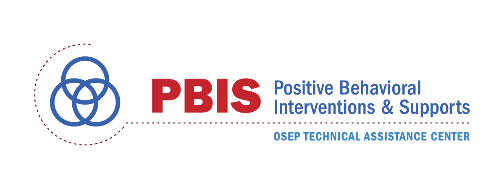 PBIS
Positive Behavioral
Interventions & Supports
OSEP TECHNICAL ASSISTANCE CENTER